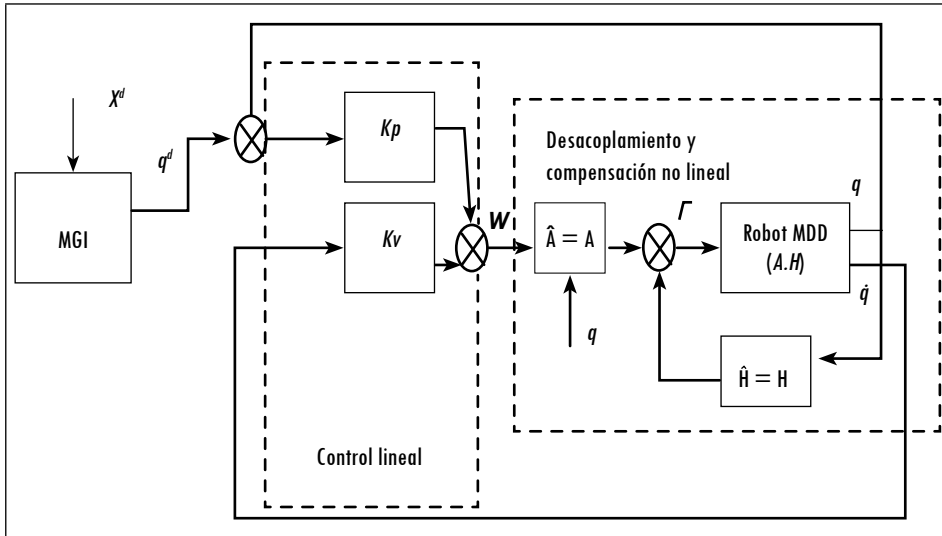 X^d
q^d
MGI
Kp
Kv
Control lineal
W
Desacoplamiento y
compensación no lineal
Â = A
q
Γ
Robot MDD
(A.H)
q
q̇
Ĥ = H